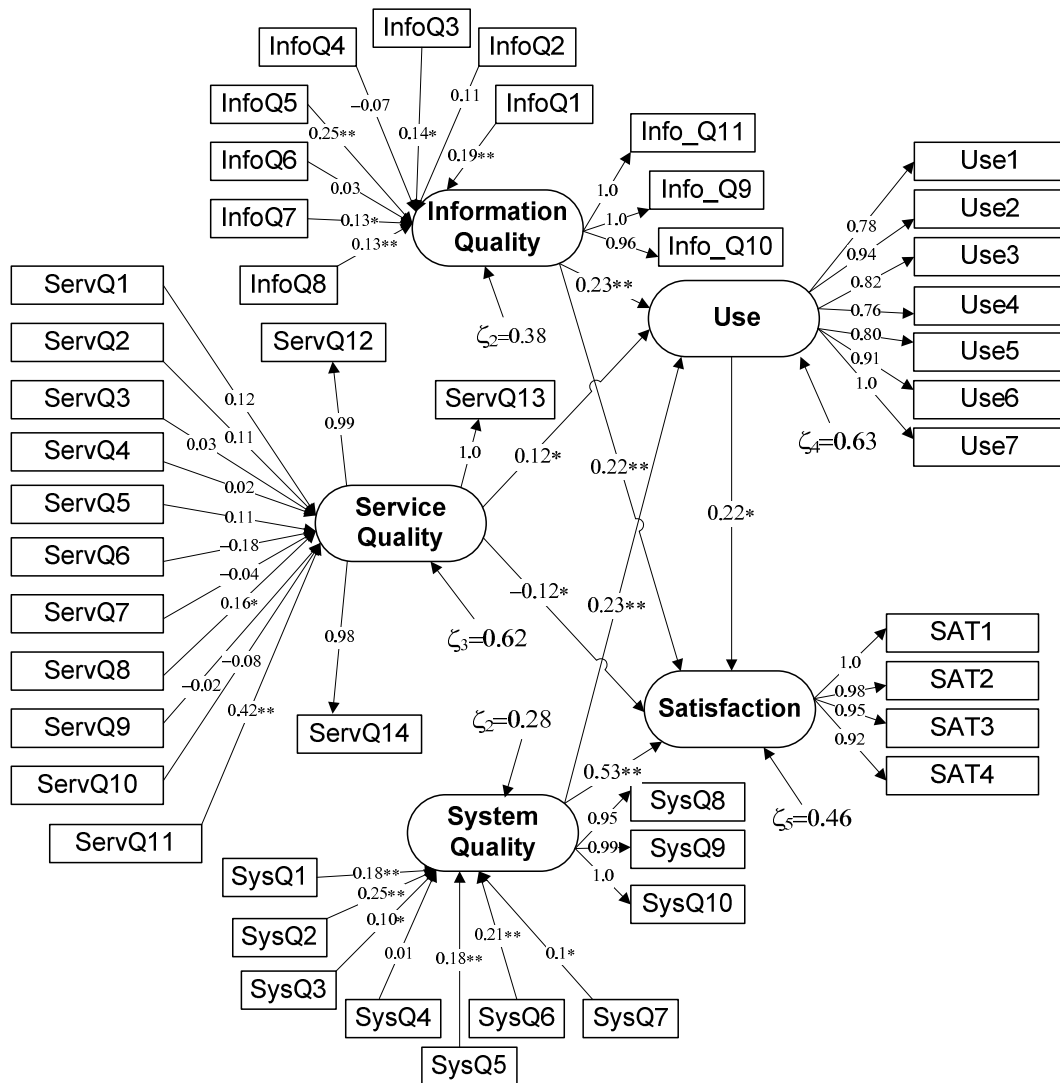 InfoQ3
InfoQ4
InfoQ2
InfoQ5
−0.07
0.11
InfoQ1
0.25**
0.14*
Info_Q11
InfoQ6
0.19**
Use1
0.03
Info_Q9
InfoQ7
0.13*
Information
Quality
1.0
1.0
0.96
Use2
0.13**
Info_Q10
0.78
0.94
Use3
InfoQ8
0.23**
0.82
ServQ1
ζ2=0.38
Use
0.76
Use4
ServQ12
0.80
Use5
ServQ2
0.91
Use6
ServQ3
0.12
ServQ13
1.0
0.11
0.99
Use7
ServQ4
0.03
1.0
0.12*
ζ4=0.63
0.02
0.22**
ServQ5
0.11
Service
Quality
0.22*
ServQ6
−0.18
−0.04
−0.12*
0.23**
ServQ7
0.16*
0.98
ζ3=0.62
SAT1
ServQ8
−0.08
1.0
−0.02
0.98
SAT2
ServQ9
0.42**
Satisfaction
0.95
SAT3
ServQ14
ζ2=0.28
0.92
ServQ10
0.53**
SAT4
SysQ8
ServQ11
System
Quality
0.95
ζ5=0.46
0.99
SysQ9
SysQ1
0.18**
1.0
0.25**
SysQ10
SysQ2
0.10*
0.21**
0.01
0.18**
0.1*
SysQ3
SysQ4
SysQ6
SysQ7
SysQ5